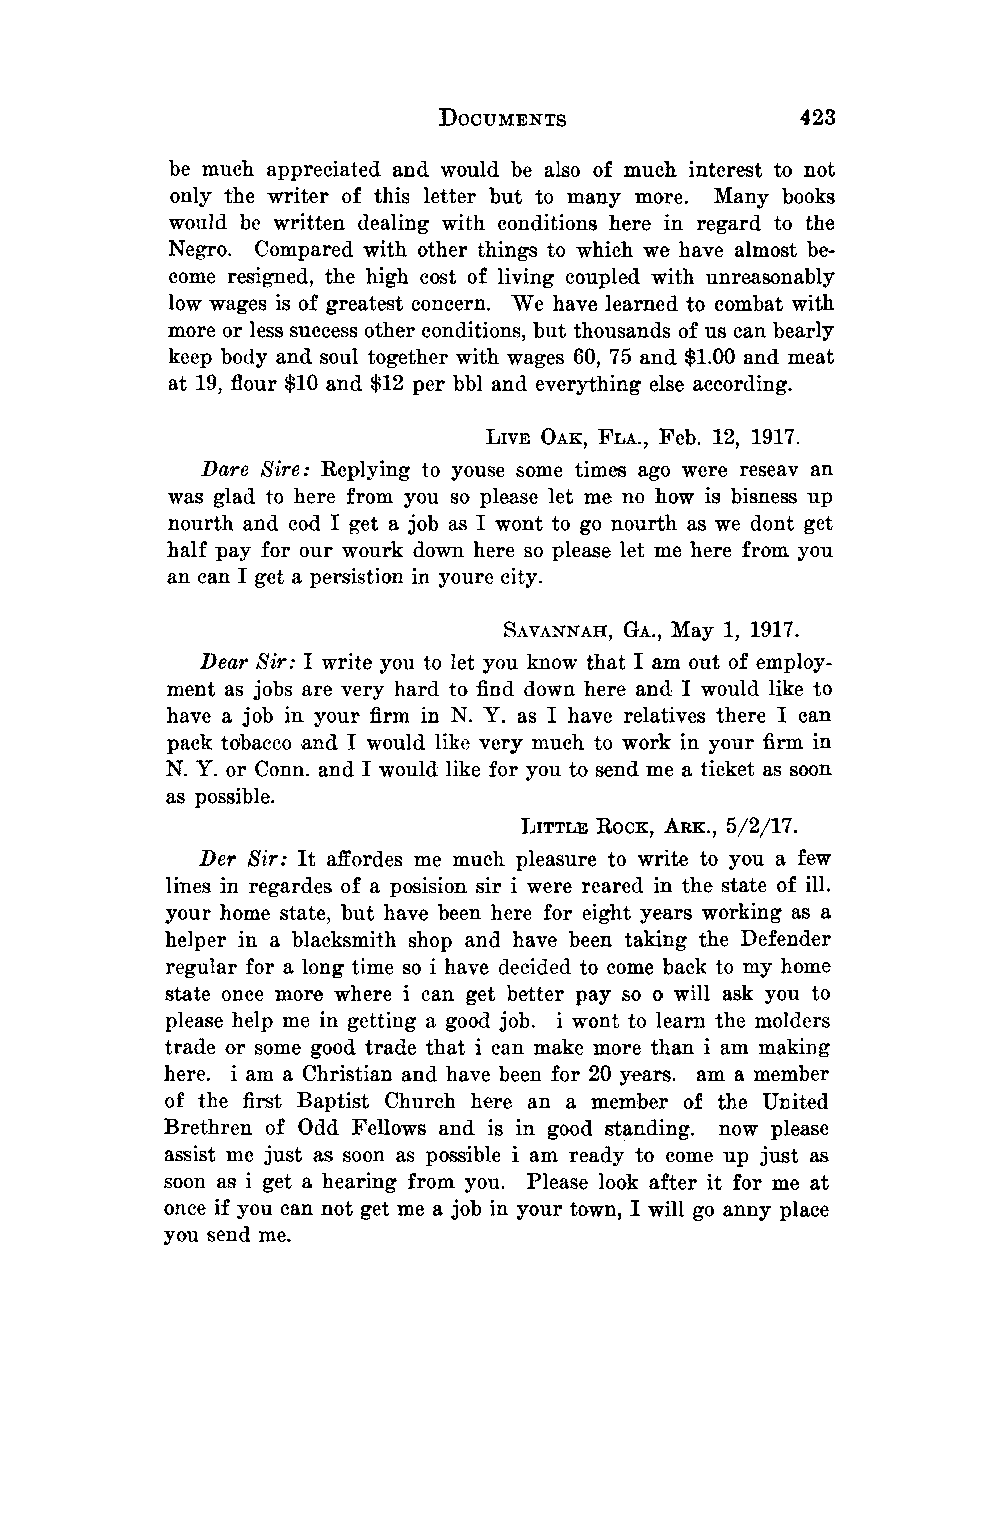 DOCUMENTS 423
be much appreciated and would be also of much interest to not
only the writer of this letter but to many more. Many books
would be written dealing with conditions here in regard to the
Negro. Compared with other things to which we have almost be-
come resigned, the high cost of living coupled with unreasonably
low wages is of greatest concern. We have learned to combat with
more or less success other conditions, but thousands of us can bearly
keep body and soul together with wages 60, 75 and $1.00 and meat
at 19, flour $10 and $12 per bbl and everything else according.
LIVE OAK, FLA., Feb. 12, 1917.
Dare Sire: Replying to youse some times ago were reseav an
was glad to here from you so please let me no how is bisness up
nourth and cod I get a job as I wont to go nourth as we dont get
half pay for our wourk down here so please let me here from you
an can I get a persistion in youre city.
SAVANNAH, GA., May 1, 1917.
Dear Sir: I write you to let you know that I am out of employ-
ment as jobs are very hard to find down here and I would like to
have a job in your firm in N. Y. as I have relatives there I can
pack tobacco and I would like very much to work in your firm in
N. Y. or Conn. and I would like for you to send me a ticket as soon
as possible.
LITTLE ROCK, ARK., 5/2/17.
Der Sir: It affordes me much pleasure to write to you a few
lines in regardes of a posision sir i were reared in the state of ill.
your home state, but have been here for eight years working as a
helper in a blacksmith shop and have been taking the Defender
regular for a long time so i have decided to come back to my home
state once more where i can get better pay so o will ask you to
please help me in getting a good job. i wont to learn the molders
trade or some good trade that i can make more than i am making
here. i am a Christian and have been for 20 years. am a member
of the first Baptist Church here an a member of the United
Brethren of Odd Fellows and is in good standing. now please
assist me just as soon as possible i am ready to come up just as
soon as i get a hearing from you. Please look after it for me at
once if you can not get me a job in your town, I will go anny place
you send me.